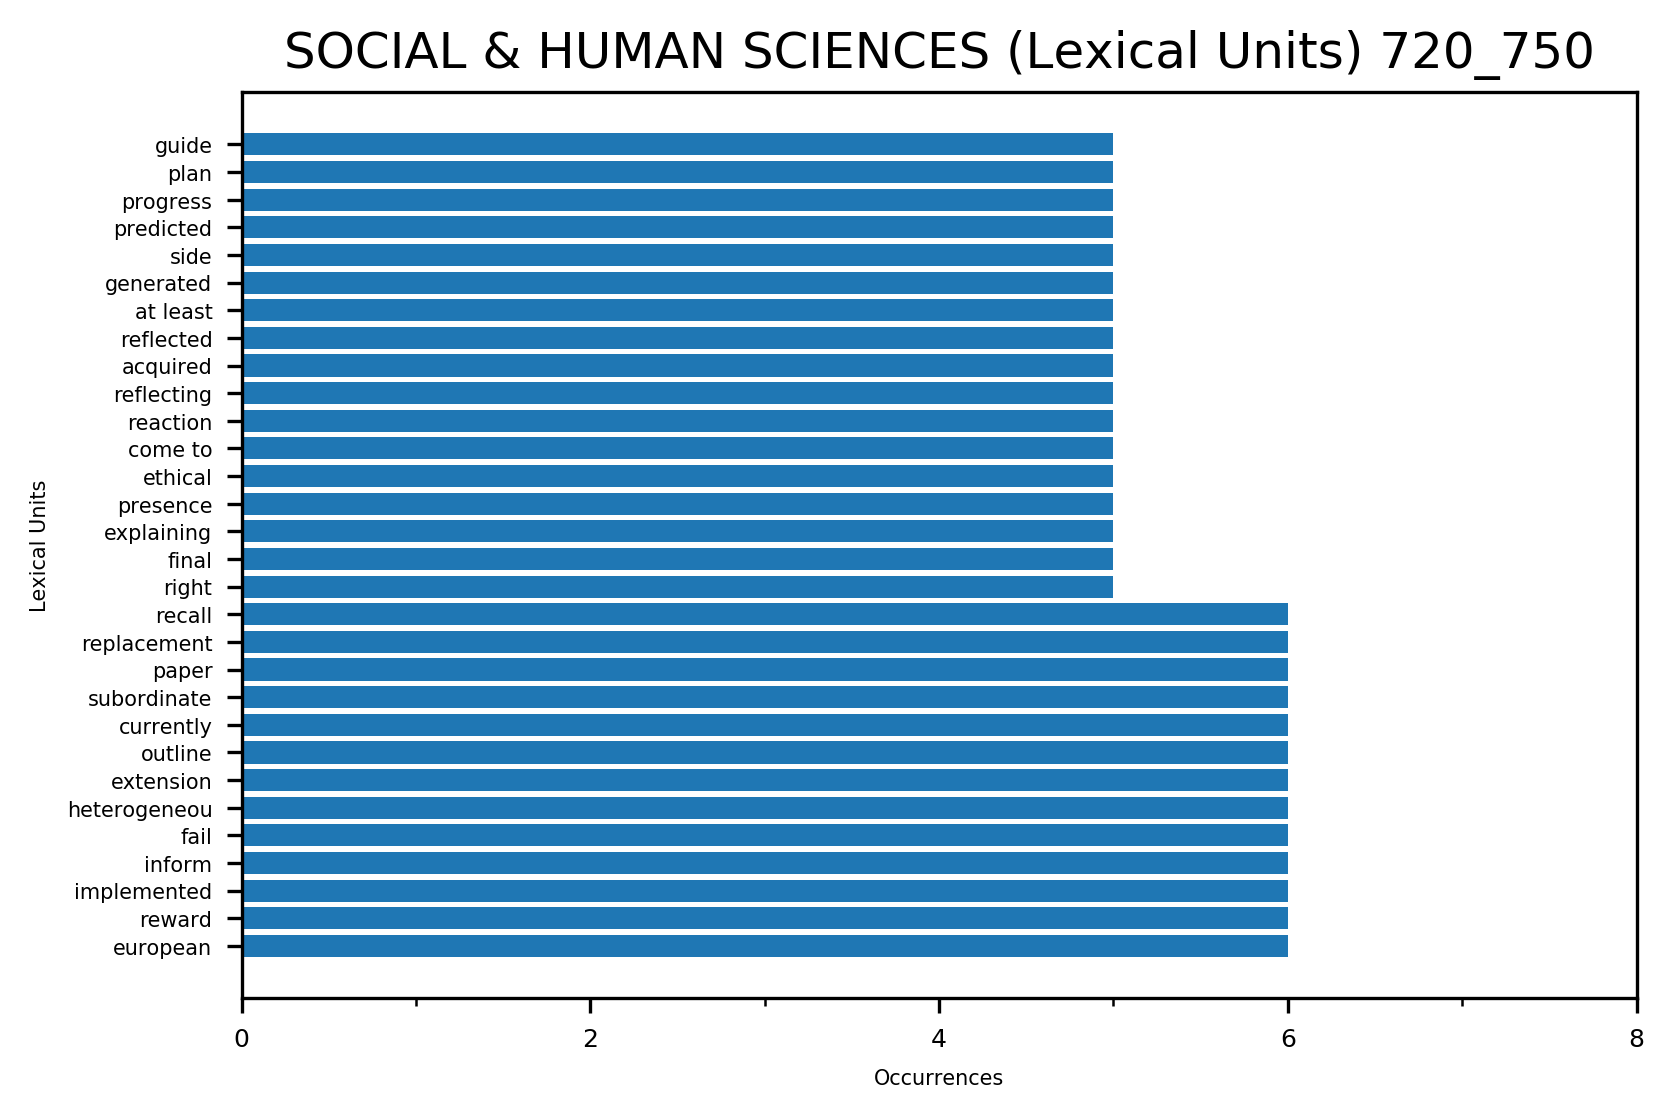 SOCIAL & HUMAN SCIENCES (Lexical Units) 720_750
guide
plan
progress
predicted
side
generated
at least
reflected
acquired
reflecting
reaction
come to
ethical
presence
explaining
final
right
recall
replacement
paper
subordinate
currently
outline
extension
heterogeneou
fail
inform
implemented
reward
european
Lexical Units
0 2 4 6 8
Occurrences